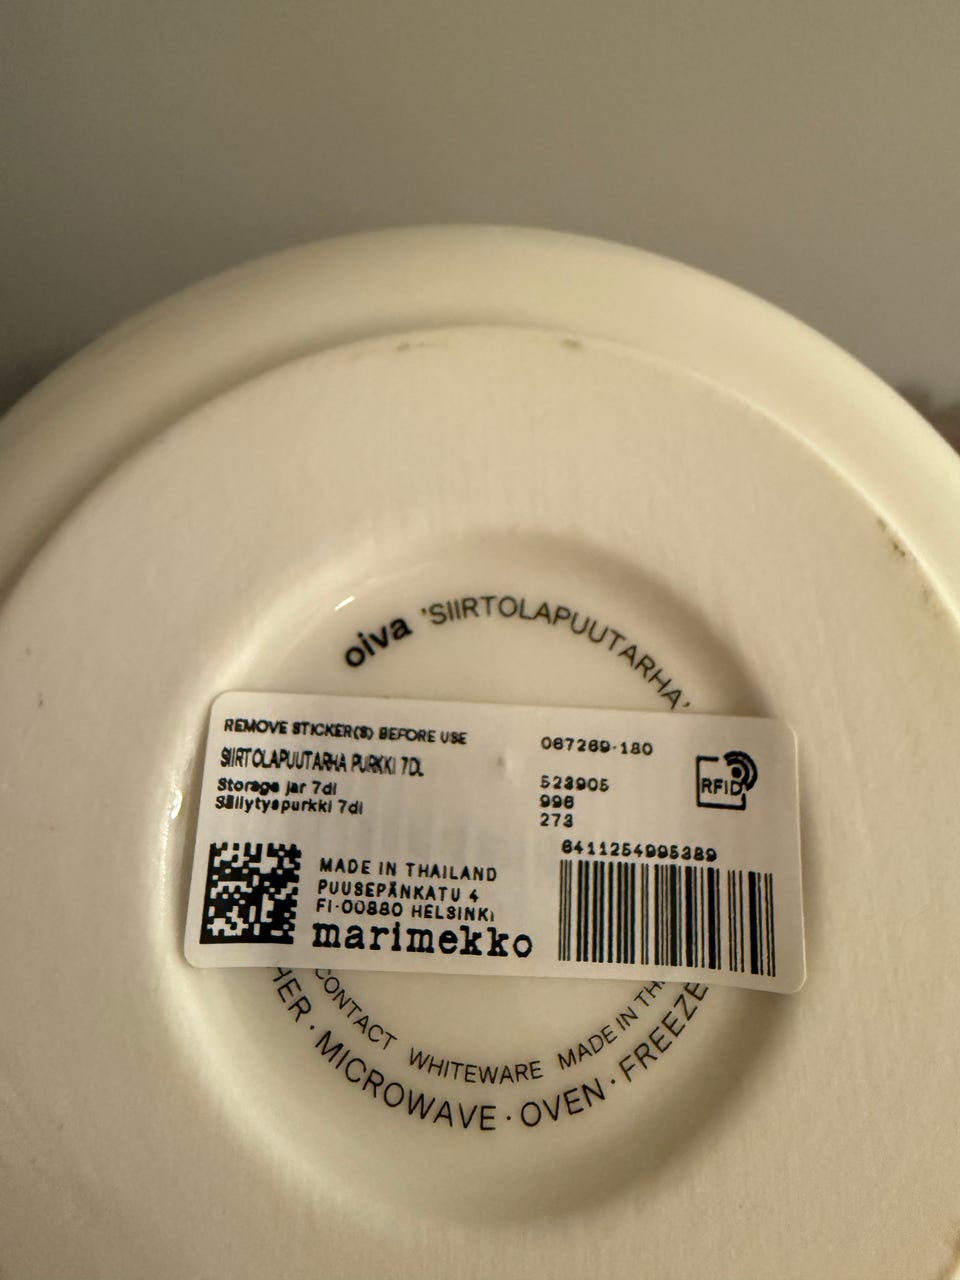 oiva 'SIIRTOLAPUUTARHA'
REMOVE STICKER(S) BEFORE USE
SIIRTOLAPUUTARHA PURKKI 7DL
Storage jar 7dl
Säilytyspurkki 7dl
067269-180
523905
996
273
RFID
6411254995389
MADE IN THAILAND
PUUSEPÄNKATU 4
FI-00880 HELSINKI
marimekko
CONTACT WHITEWARE MADE IN TH
HER · MICROWAVE · OVEN · FREEZE